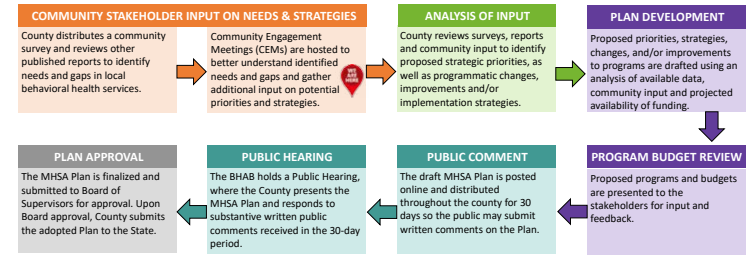 COMMUNITY STAKEHOLDER INPUT ON NEEDS & STRATEGIES
County distributes a community
survey and reviews other
published reports to identify
needs and gaps in local
behavioral health services.
Community Engagement
Meetings (CEMs) are hosted to
better understand identified
needs and gaps and gather
additional input on potential
priorities and strategies.
WE
ARE
HERE
ANALYSIS OF INPUT
County reviews surveys, reports
and community input to identify
proposed strategic priorities, as
well as programmatic changes,
improvements and/or
implementation strategies.
PLAN DEVELOPMENT
Proposed priorities, strategies,
changes, and/or improvements
to programs are drafted using an
analysis of available data,
community input and projected
availability of funding.
PROGRAM BUDGET REVIEW
Proposed programs and budgets
are presented to the
stakeholders for input and
feedback.
PUBLIC COMMENT
The draft MHSA Plan is posted
online and distributed
throughout the county for 30
days so the public may submit
written comments on the Plan.
PUBLIC HEARING
The BHAB holds a Public Hearing,
where the County presents the
MHSA Plan and responds to
substantive written public
comments received in the 30-day
period.
PLAN APPROVAL
The MHSA Plan is finalized and
submitted to Board of
Supervisors for approval. Upon
Board approval, County submits
the adopted Plan to the State.